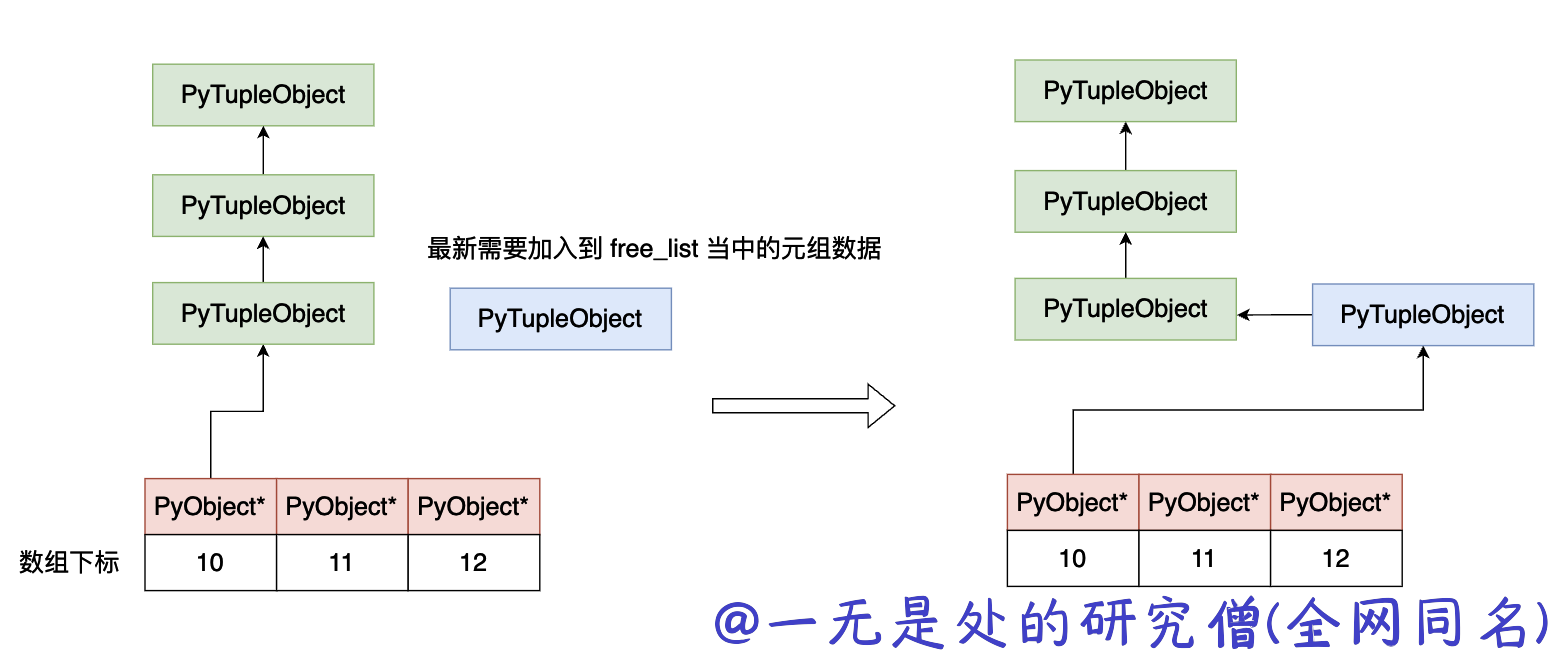 PyTupleObject
PyTupleObject
PyTupleObject
PyObject* PyObject* PyObject*
数组下标 10 11 12
最新需要加入到 free_list 当中的元组数据
PyTupleObject
PyTupleObject
PyTupleObject
PyTupleObject PyTupleObject
PyObject* PyObject* PyObject*
10 11 12
@一无是处的研究僧(全网同名)